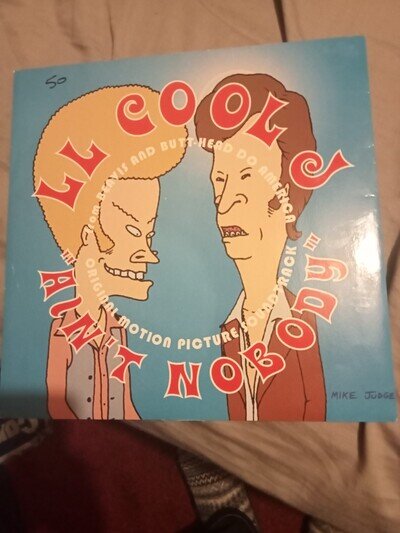 50
LL COOL J
FROM BEAVIS AND BUTT-HEAD DO AMERICA
ORIGINAL MOTION PICTURE SOUNDTRACK
"AIN'T NOBODY"
MIKE JUDGE